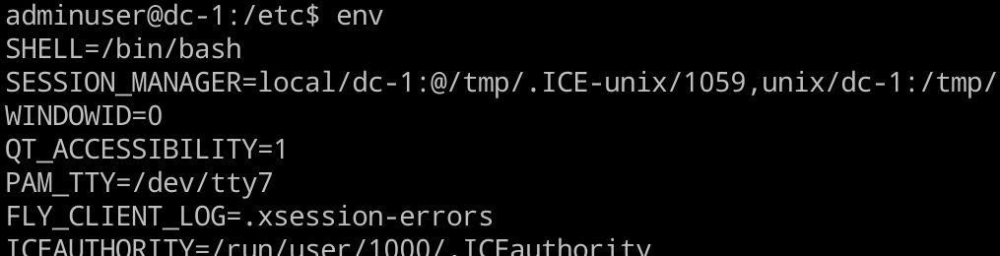 adminuser@dc-1:/etc$ env
SHELL=/bin/bash
SESSION_MANAGER=local/dc-1:@/tmp/.ICE-unix/1059,unix/dc-1:/tmp/
WINDOWID=0
QT_ACCESSIBILITY=1
PAM_TTY=/dev/tty7
FLY_CLIENT_LOG=.xsession-errors
ICEAUTHORITY=/run/user/1000/.ICEauthority